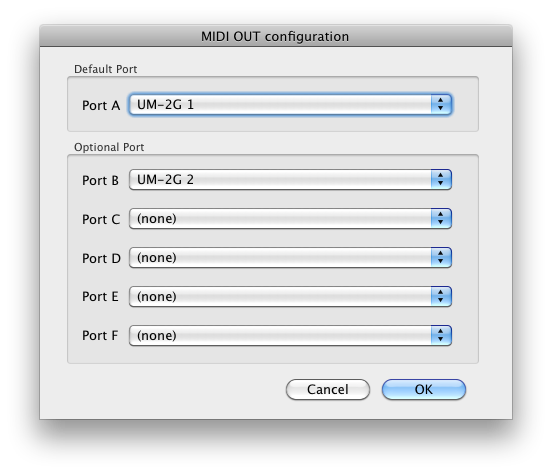 MIDI OUT configuration
Default Port
Port A UM-2G 1
Optional Port
Port B UM-2G 2
Port C (none)
Port D (none)
Port E (none)
Port F (none)
Cancel OK